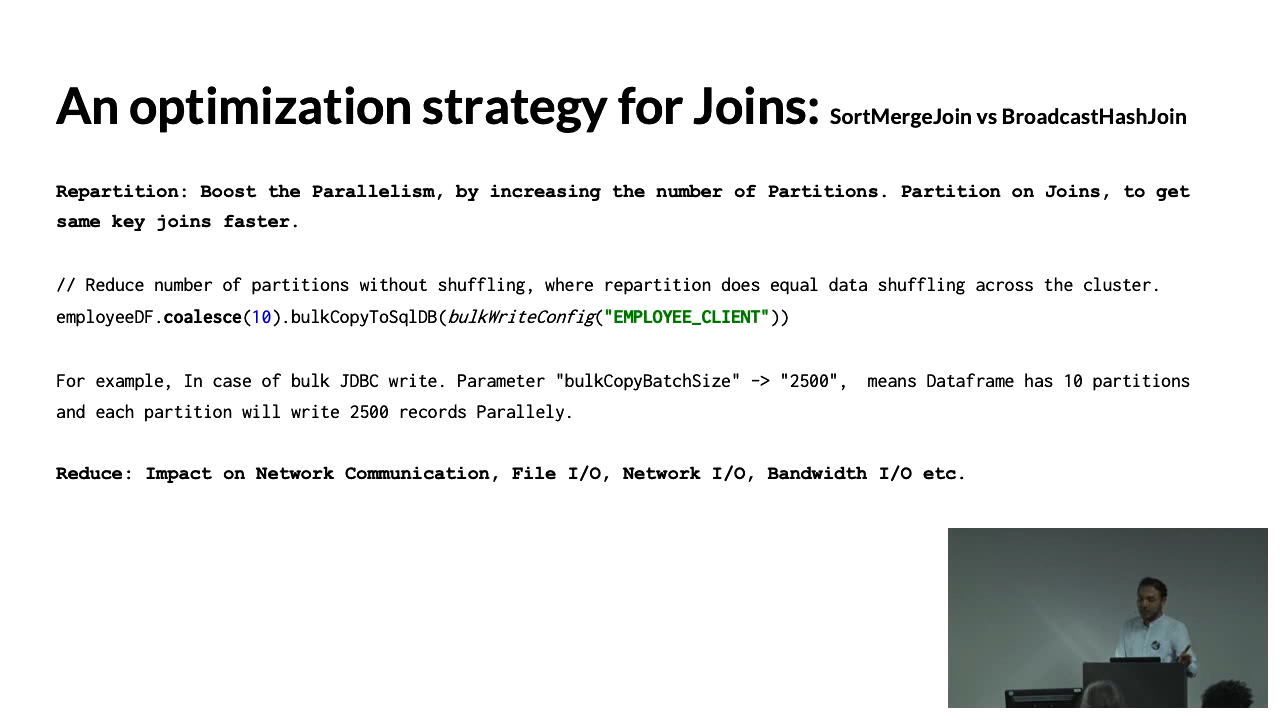 An optimization strategy for Joins: SortMergeJoin vs BroadcastHashJoin
Repartition: Boost the Parallelism, by increasing the number of Partitions. Partition on Joins, to get
same key joins faster.
// Reduce number of partitions without shuffling, where repartition does equal data shuffling across the cluster.
employeeDF.coalesce(10).bulkCopyToSqlDB(bulkWriteConfig("EMPLOYEE_CLIENT"))
For example, In case of bulk JDBC write. Parameter "bulkCopyBatchSize" -> "2500",  means Dataframe has 10 partitions
and each partition will write 2500 records Parallely.
Reduce: Impact on Network Communication, File I/O, Network I/O, Bandwidth I/O etc.